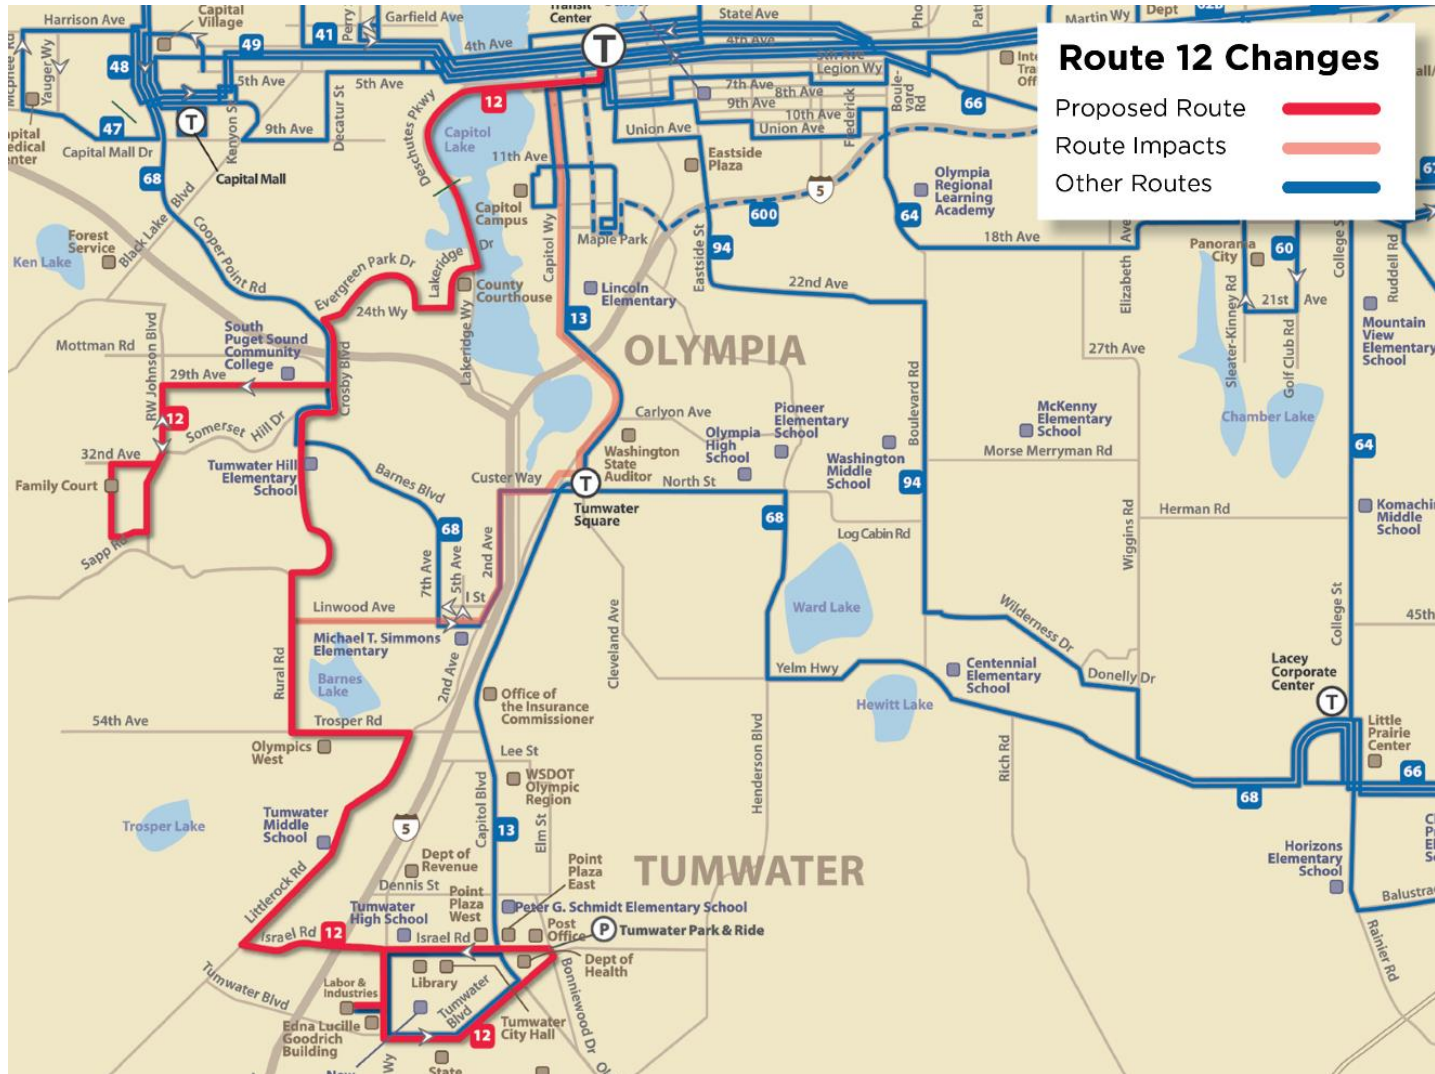 Route 12 Changes
Proposed Route
Route Impacts
Other Routes
Harrison Ave
Capital
Village
Garfield Ave
Transit
Center
State Ave
Martin Wy
Dept
49
41
4th Ave
4th Ave
48
5th Ave
5th Ave
Legion Wy
Yauger Wy
12
7th Ave
8th Ave
9th Ave
10th Ave
Boule-
vard
Rd
66
47
T
T
Kenyon S
Decatur St
9th Ave
Deschutes Pkwy
Capitol
Lake
Union Ave
Union Ave
Frederick
Capital Mall Dr
68
Capital Mall
11th Ave
Eastside
Plaza
5
Olympia
Regional
Learning
Academy
Black Lake Blvd
Capitol
Campus
Capitol Wy
600
64
Forest
Service
Ken Lake
Cooper Point Rd
Lakeridge Dr
Maple Park
Eastside St
94
18th Ave
Panorama
City
60
College S
Ruddell Rd
Evergreen Park Dr
24th Wy
County
Courthouse
Lincoln
Elementary
22nd Ave
Elizabeth
Ave
21st Ave
Sleater-Kinney Rd
Golf Club Rd
Mountain
View
Elementary
School
South
Puget Sound
Community
College
Mottman Rd
RW Johnson Blvd
29th Ave
Crosby Blvd
Lakeridge Wy
13
OLYMPIA
27th Ave
Boulevard Rd
12
Somerset Hill Dr
32nd Ave
Family Court
Sapp Rd
Tumwater Hill
Elementary
School
Barnes Blvd
Carlyon Ave
Washington
State
Auditor
Olympia
High
School
Pioneer
Elementary
School
Washington
Middle
School
McKenny
Elementary
School
Morse Merryman Rd
Chamber Lake
64
Custer Way
T
Tumwater
Square
North St
94
68
Log Cabin Rd
Herman Rd
Wiggins Rd
Middle
School
68
7th Ave
5th Ave
2nd Ave
I St
Linwood Ave
Michael T. Simmons
Elementary
Cleveland Ave
Ward Lake
Wilderness Dr
College St
45th
Rural Rd
Barnes
Lake
2nd Ave
Office of
the Insurance
Commissioner
Yelm Hwy
Hewitt Lake
Centennial
Elementary
School
Donelly Dr
Lacey
Corporate
Center
T
54th Ave
Trosper Rd
Olympics
West
Lee St
WSDOT
Olympic
Region
Henderson Blvd
Rich Rd
Little
Prairie
Center
66
68
Trosper Lake
Tumwater
Middle
School
5
Capitol Blvd
13
Elm St
TUMWATER
Horizons
Elementary
School
Dept of
Revenue
Dennis St
Point
Plaza
East
Littlerock Rd
Tumwater
High School
Point
Plaza
West
Peter G. Schmidt Elementary School
Post
Office
P
Tumwater Park & Ride
Israel Rd
12
Israel Rd
Dept of
Health
Rainier Rd
Tumwater Blvd
Labor &
Industries
Library
Tumwater
Blvd
Bonniewood Dr
Edna Lucille
Goodrich
Building
12
Tumwater
City Hall
Wy
State